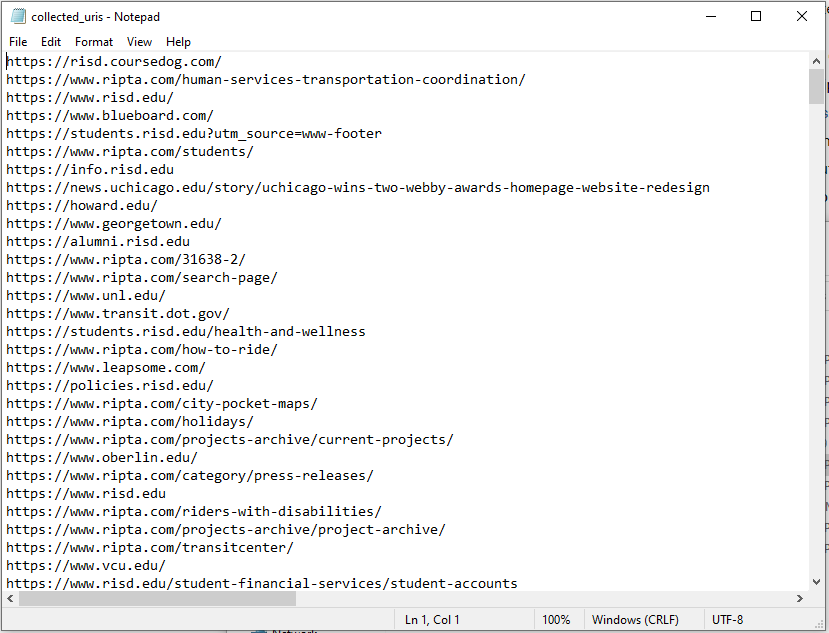 collected_uris - Notepad
File Edit Format View Help
https://risd.coursedog.com/
https://www.ripta.com/human-services-transportation-coordination/
https://www.risd.edu/
https://www.blueboard.com/
https://students.risd.edu?utm_source=www-footer
https://www.ripta.com/students/
https://info.risd.edu
https://news.uchicago.edu/story/uchicago-wins-two-webby-awards-homepage-website-redesign
https://howard.edu/
https://www.georgetown.edu/
https://alumni.risd.edu
https://www.ripta.com/31638-2/
https://www.ripta.com/search-page/
https://www.unl.edu/
https://www.transit.dot.gov/
https://students.risd.edu/health-and-wellness
https://www.ripta.com/how-to-ride/
https://www.leapsome.com/
https://policies.risd.edu/
https://www.ripta.com/city-pocket-maps/
https://www.ripta.com/holidays/
https://www.ripta.com/projects-archive/current-projects/
https://www.oberlin.edu/
https://www.ripta.com/category/press-releases/
https://www.risd.edu
https://www.ripta.com/riders-with-disabilities/
https://www.ripta.com/projects-archive/project-archive/
https://www.ripta.com/transitcenter/
https://www.vcu.edu/
https://www.risd.edu/student-financial-services/student-accounts
Ln 1, Col 1 100% Windows (CRLF) UTF-8